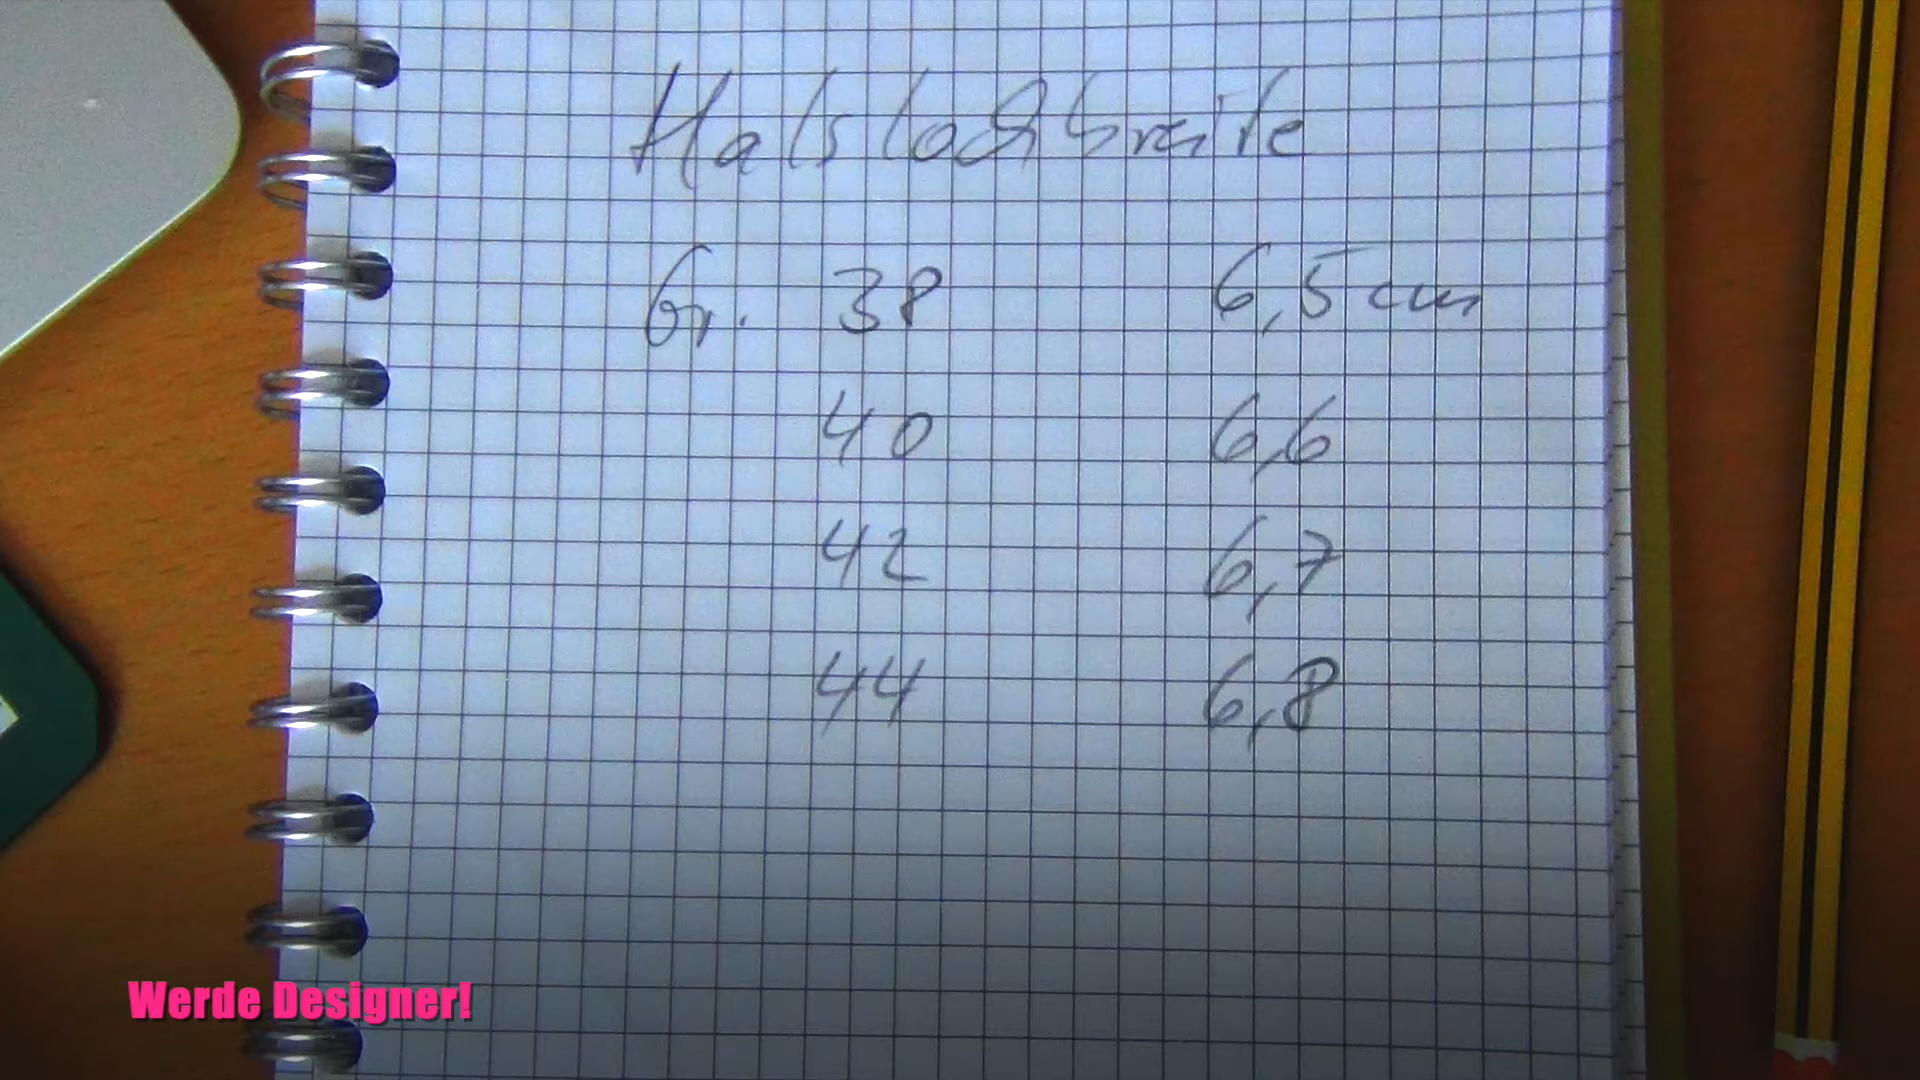 Halslochbreite
Gr. 38 6,5 cm
40 6,6
42 6,7
44 6,8
Werde Designer!